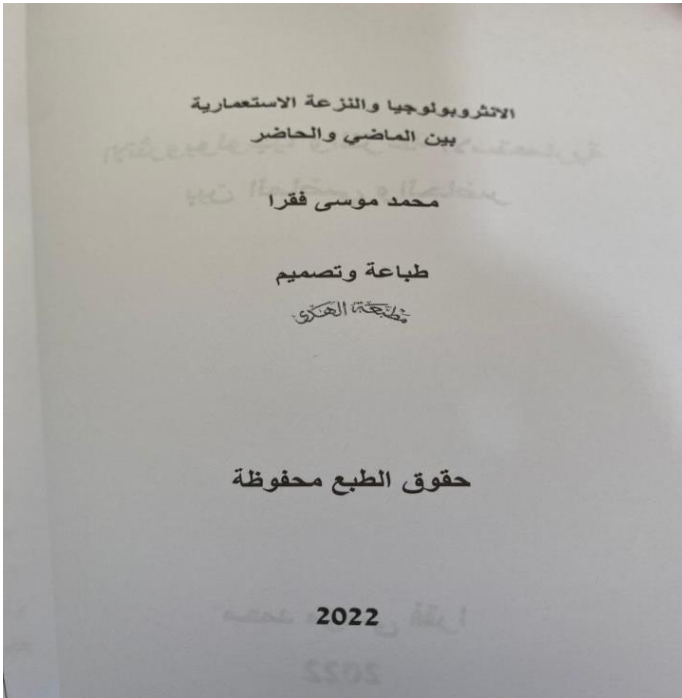 الانثروبولوجيا والنزعة الاستعمارية
بين الماضي والحاضر
محمد موسى فقرا
طباعة وتصميم
مطبعة الهدى
حقوق الطبع محفوظة
2022